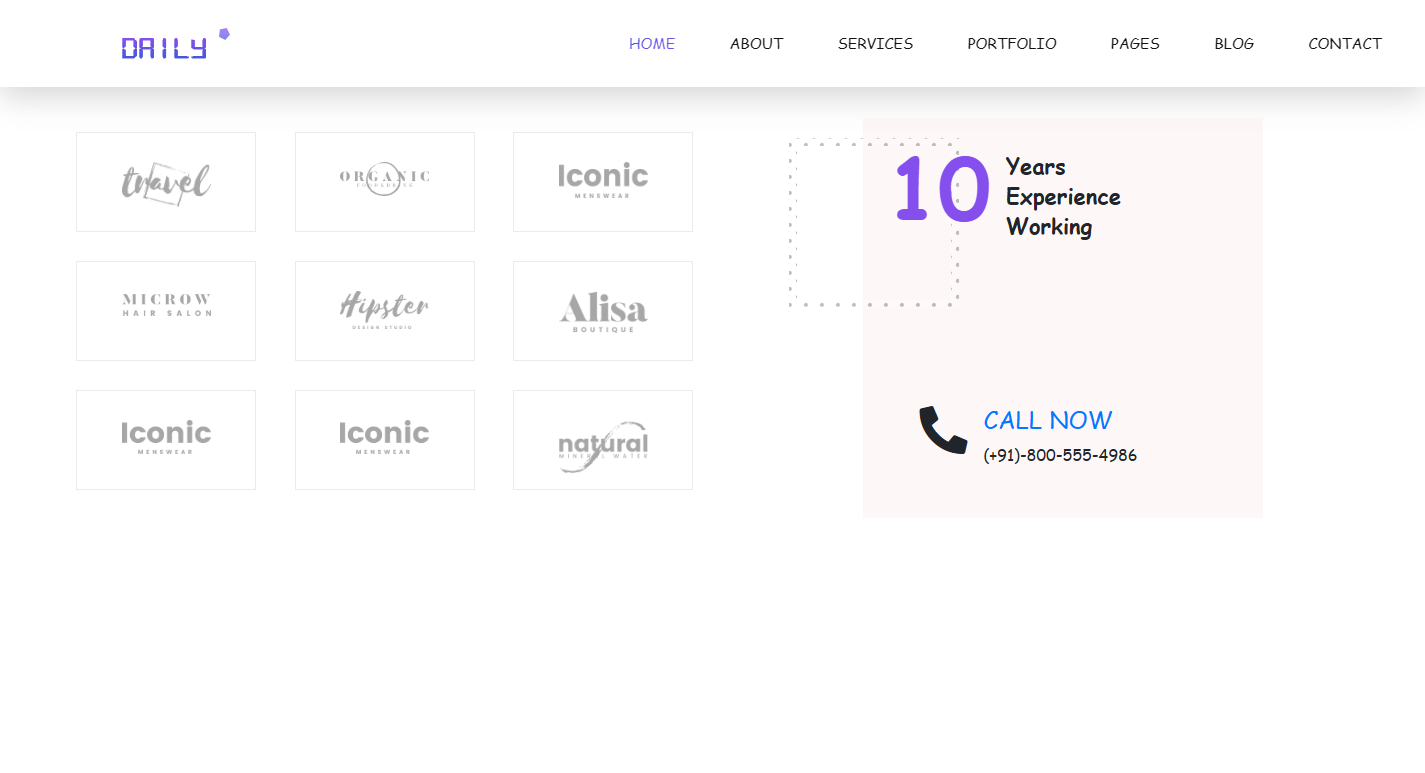 DAILY
HOME ABOUT SERVICES PORTFOLIO PAGES BLOG CONTACT
travel
ORGANIC
Iconic
MENSWEAR
MICROW
HAIR SALON
Hipster
DESIGN STUDIO
Alisa
BOUTIQUE
Iconic
MENSWEAR
Iconic
MENSWEAR
natural
MINERAL WATER
10
Years
Experience
Working
CALL NOW
(+91)-800-555-4986